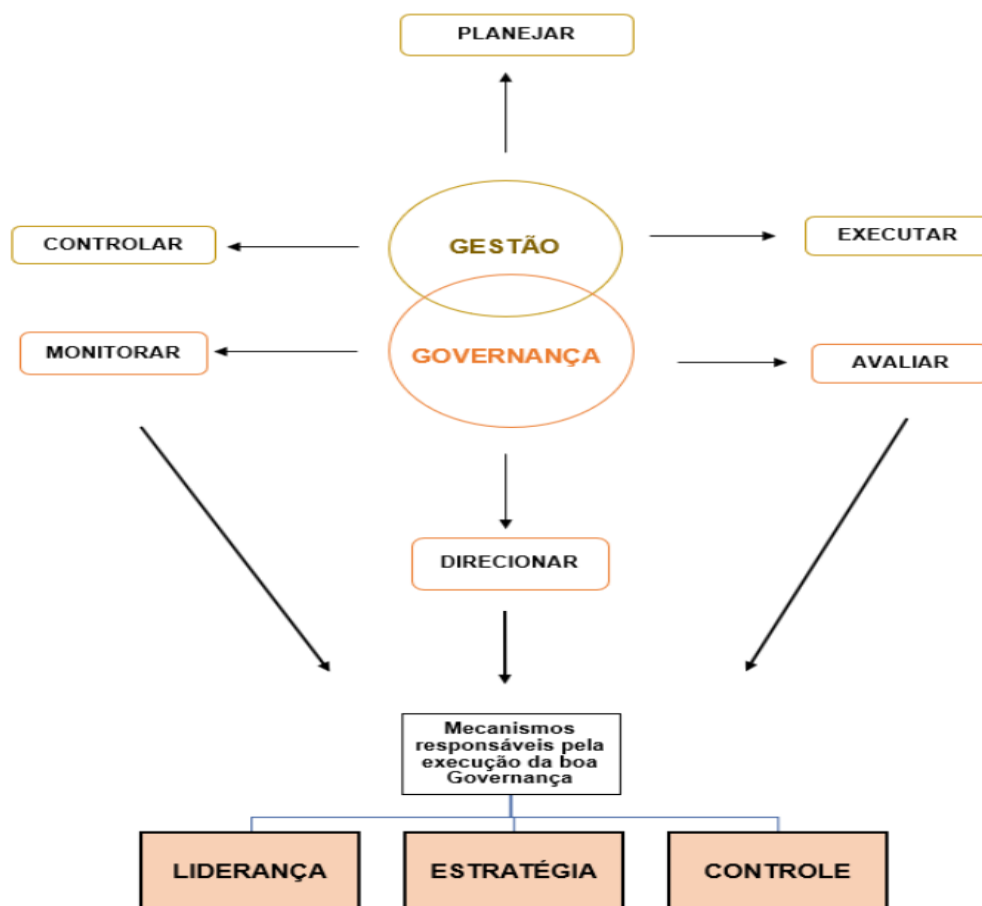 PLANEJAR
GESTÃO
CONTROLAR
EXECUTAR
GOVERNANÇA
MONITORAR
AVALIAR
DIRECIONAR
Mecanismos
responsáveis pela
execução da boa
Governança
LIDERANÇA
ESTRATÉGIA
CONTROLE